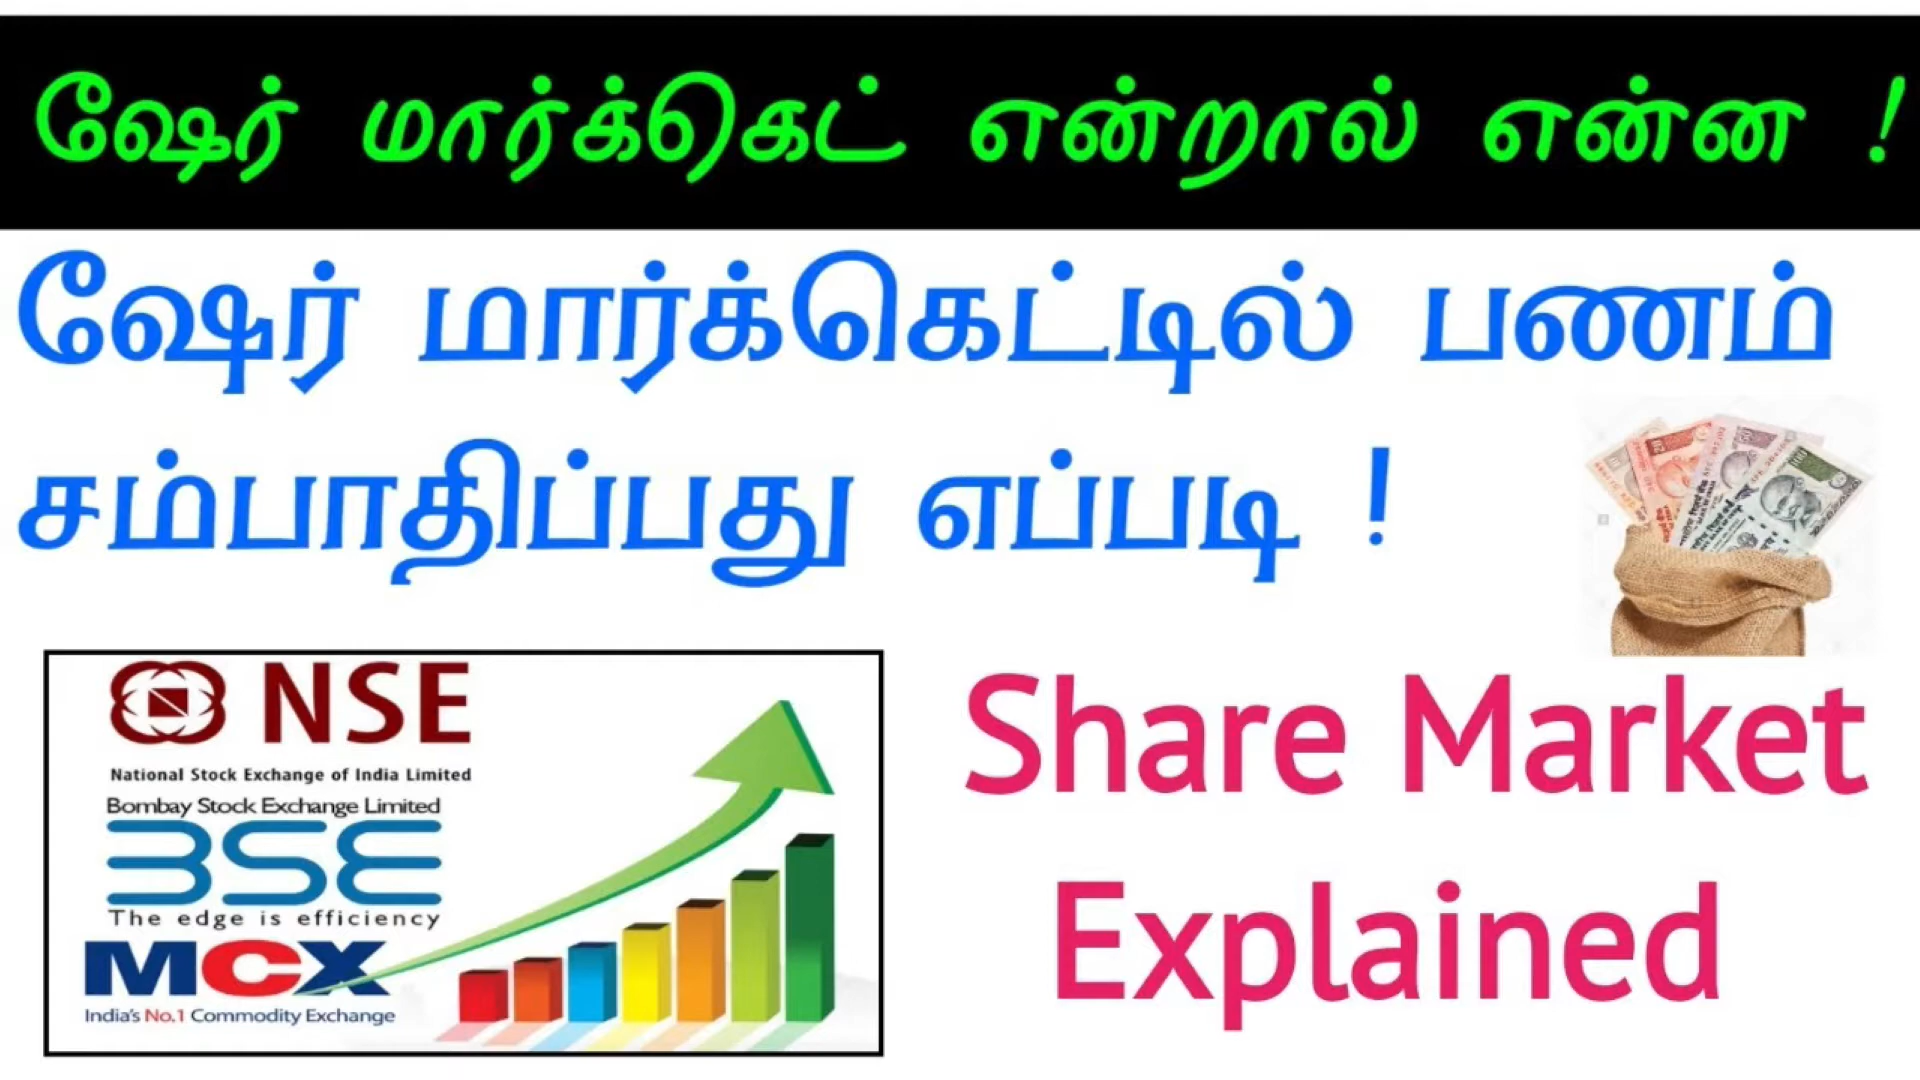 ஷேர் மார்க்கெட் என்றால் என்ன !
ஷேர் மார்க்கெட்டில் பணம்
சம்பாதிப்பது எப்படி !
NSE
National Stock Exchange of India Limited
Bombay Stock Exchange Limited
BSE
The edge is efficiency
MCX
India's No.1 Commodity Exchange
Share Market
Explained